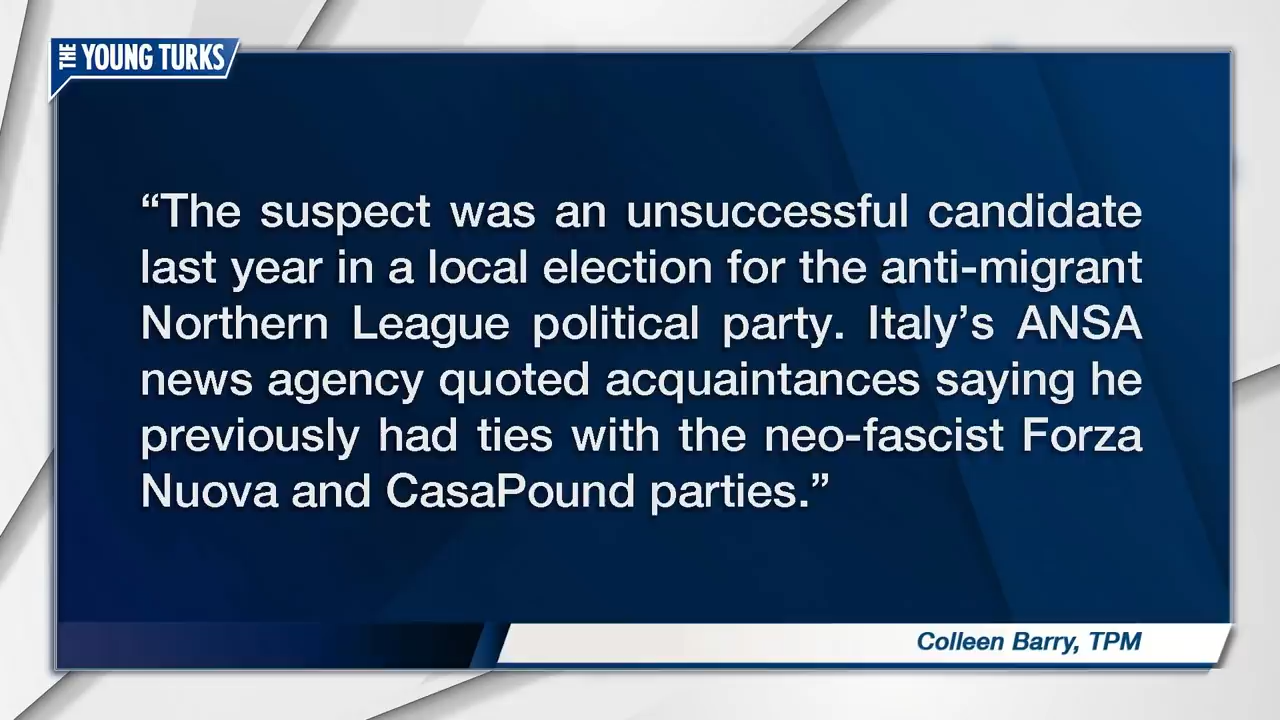 THE YOUNG TURKS
“The suspect was an unsuccessful candidate
last year in a local election for the anti-migrant
Northern League political party. Italy’s ANSA
news agency quoted acquaintances saying he
previously had ties with the neo-fascist Forza
Nuova and CasaPound parties.”
Colleen Barry, TPM